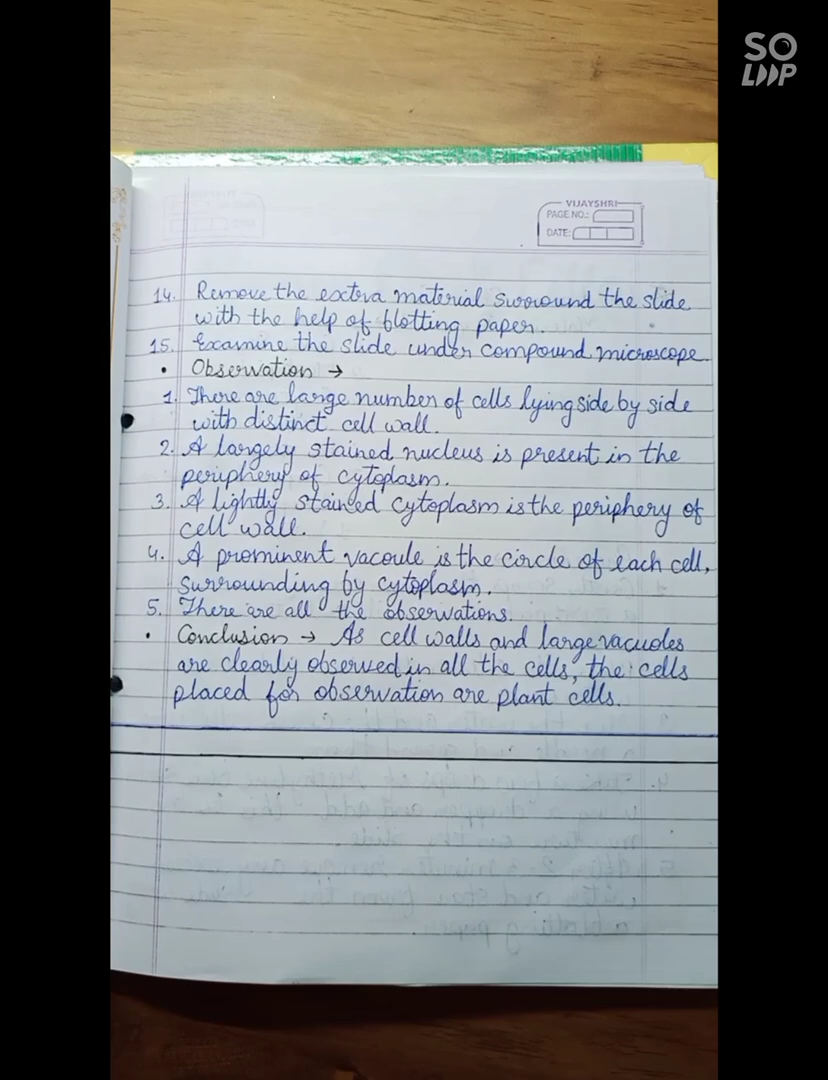 SO
LOOP
VIJAYSHRI
PAGE NO.:
DATE:
14. Remove the extra material surround the slide
with the help of blotting paper.
15. Examine the slide under compound microscope.
• Observation →
1. There are large number of cells lying side by side
with distinct cell wall.
2. A largely stained nucleus is present in the
periphery of cytoplasm.
3. A lightly stained cytoplasm is the periphery of
cell wall.
4. A prominent vacoule is the circle of each cell,
surrounding by cytoplasm.
5. There are all the observations.
• Conclusion → As cell walls and large vacuoles
are clearly observed in all the cells, the cells
placed for observation are plant cells.